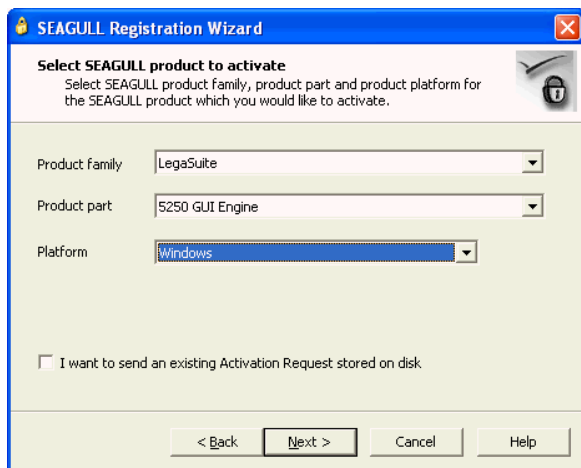 SEAGULL Registration Wizard
Select SEAGULL product to activate
Select SEAGULL product family, product part and product platform for
the SEAGULL product which you would like to activate.
Product family LegaSuite
Product part 5250 GUI Engine
Platform Windows
I want to send an existing Activation Request stored on disk
< Back Next > Cancel Help